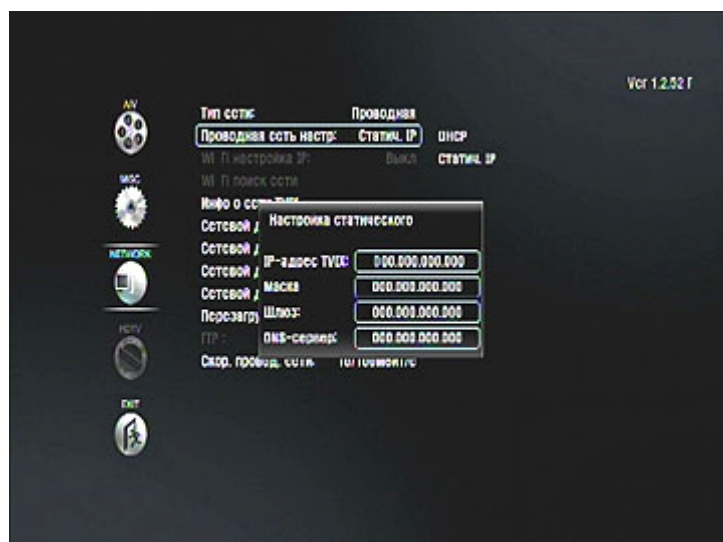 Ver 1.2.52 Г
A/V
Тип сети: Проводная
Проводная сеть настр: Статич. IP DHCP
Wi Fi настройка IP: Выкл Статич. IP
MISC
Wi Fi поиск сети
Инфо о сети TViX
Настройка статического
Сетевой д
Сетевой д
NETWORK
IP-адрес TViX: 000.000.000.000
Сетевой д
маска 000.000.000.000
Сетевой д
Шлюз: 000.000.000.000
Перезагру
HDTV
FTP :
DNS-сервер: 000.000.000.000
Скор. провод. сети:
EXIT